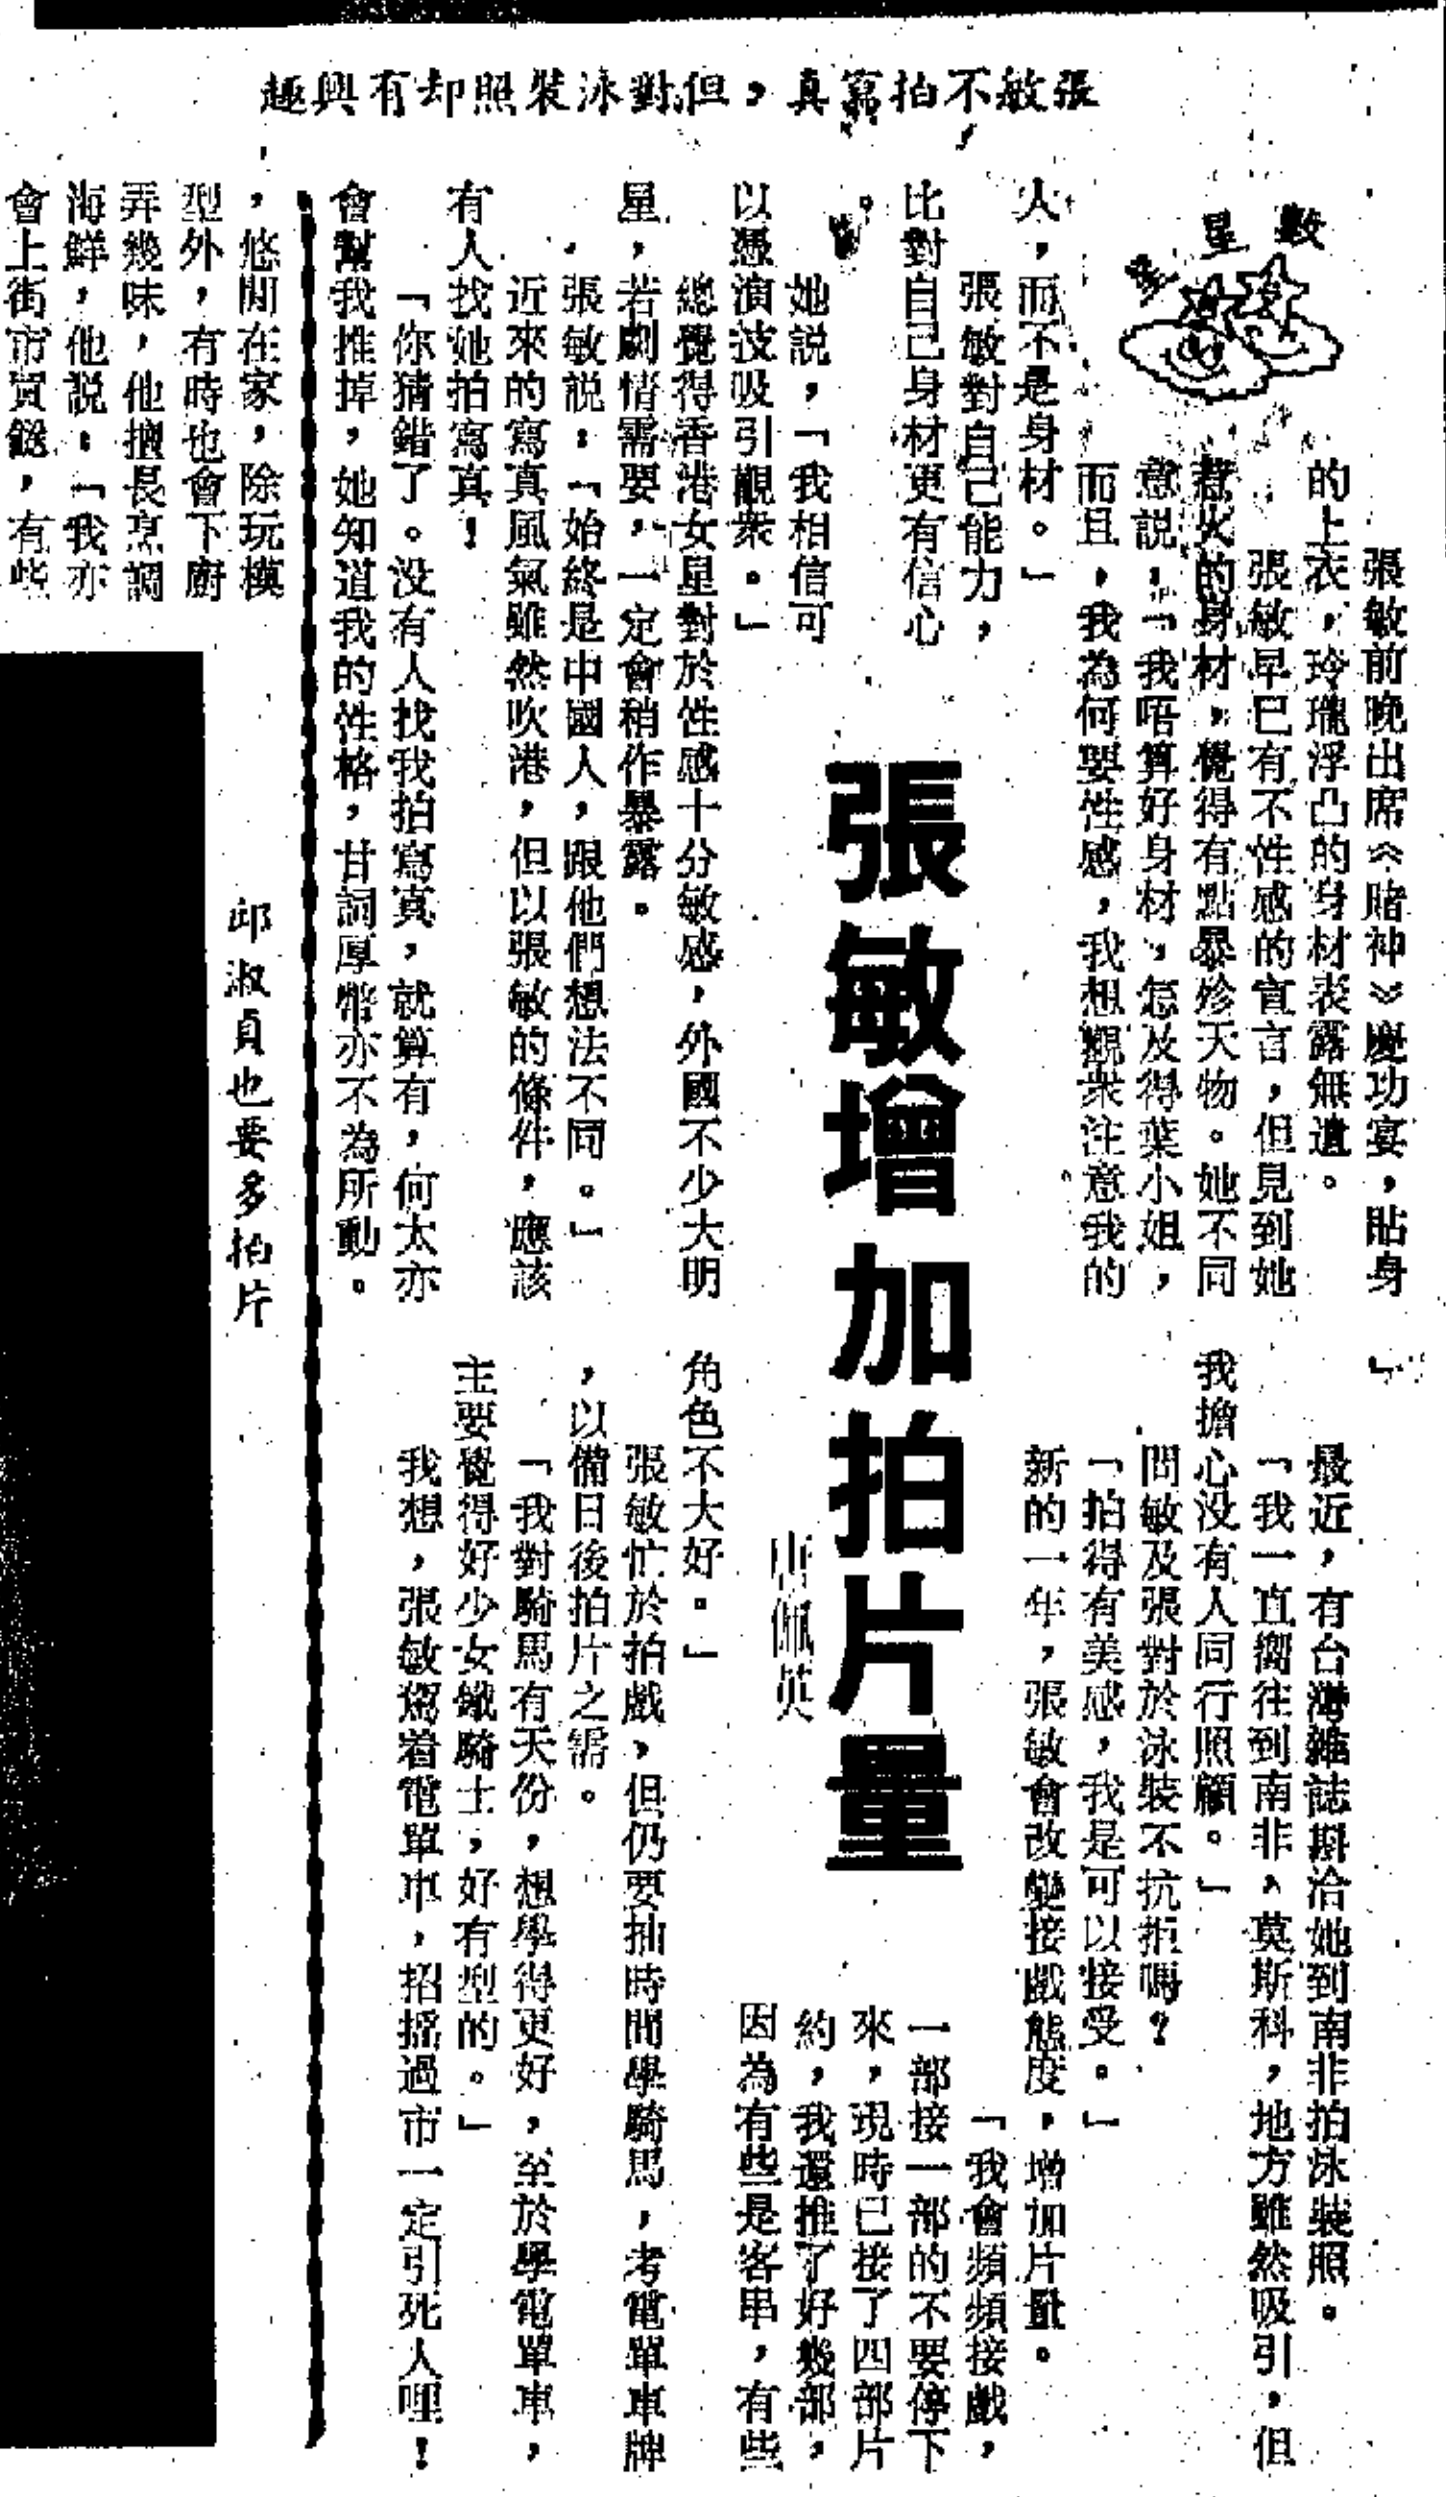 張敏不拍寫真，但對泳裝照却有興趣
數星
張敏增加拍片量
唐佩英
張敏前晚出席《賭神》慶功宴，貼身
的上衣，玲瓏浮凸的身材表露無遺。
張敏早已有不性感的宣言，但見到她
惹火的身材，覺得有點暴殄天物。她不同
意說，「我唔算好身材，怎及得葉小姐，
而且，我為何要性感，我想觀衆注意我的
人，而不是身材。」
張敏對自己能力，
比對自己身材更有信心
。
她說，「我相信可
以憑演技吸引觀衆。」
總覺得香港女星對於性感十分敏感，外國不少大明
星，若劇情需要，一定會稍作暴露。
張敏說：「始終是中國人，跟他們想法不同。」
近來的寫真風氣雖然吹港，但以張敏的條件，應該
有人找她拍寫真！
「你猜錯了。没有人找我拍寫真，就算有，何太亦
會幫我推掉，她知道我的性格，甘詞厚幣亦不為所動。
」
最近，有台灣雜誌斟洽她到南非拍泳裝照。
「我一直嚮往到南非、莫斯科，地方雖然吸引，但
我擔心没有人同行照顧。」
問敏及張對於泳裝不抗拒嗎？
「拍得有美感，我是可以接受。」
新的一年，張敏會改變接戲態度，增加片量。
「我會頻頻接戲，
一部接一部的不要停下
來，現時已接了四部片
約，我還推了好幾部，
因為有些是客串，有些
角色不大好。」
張敏忙於拍戲，但仍要抽時間學騎馬，考電單車牌
，以備日後拍片之需。
「我對騎馬有天份，想學得更好，至於學電單車，
主要覺得好少女鐵騎士，好有型的。」
我想，張敏駕着電單車，招搖過市一定引死人哩！
，悠閒在家，除玩模
型外，有時也會下廚
弄幾味，他擅長烹調
海鮮，他說：「我亦
會上街市買餸，有些
邱淑貞也要多拍片